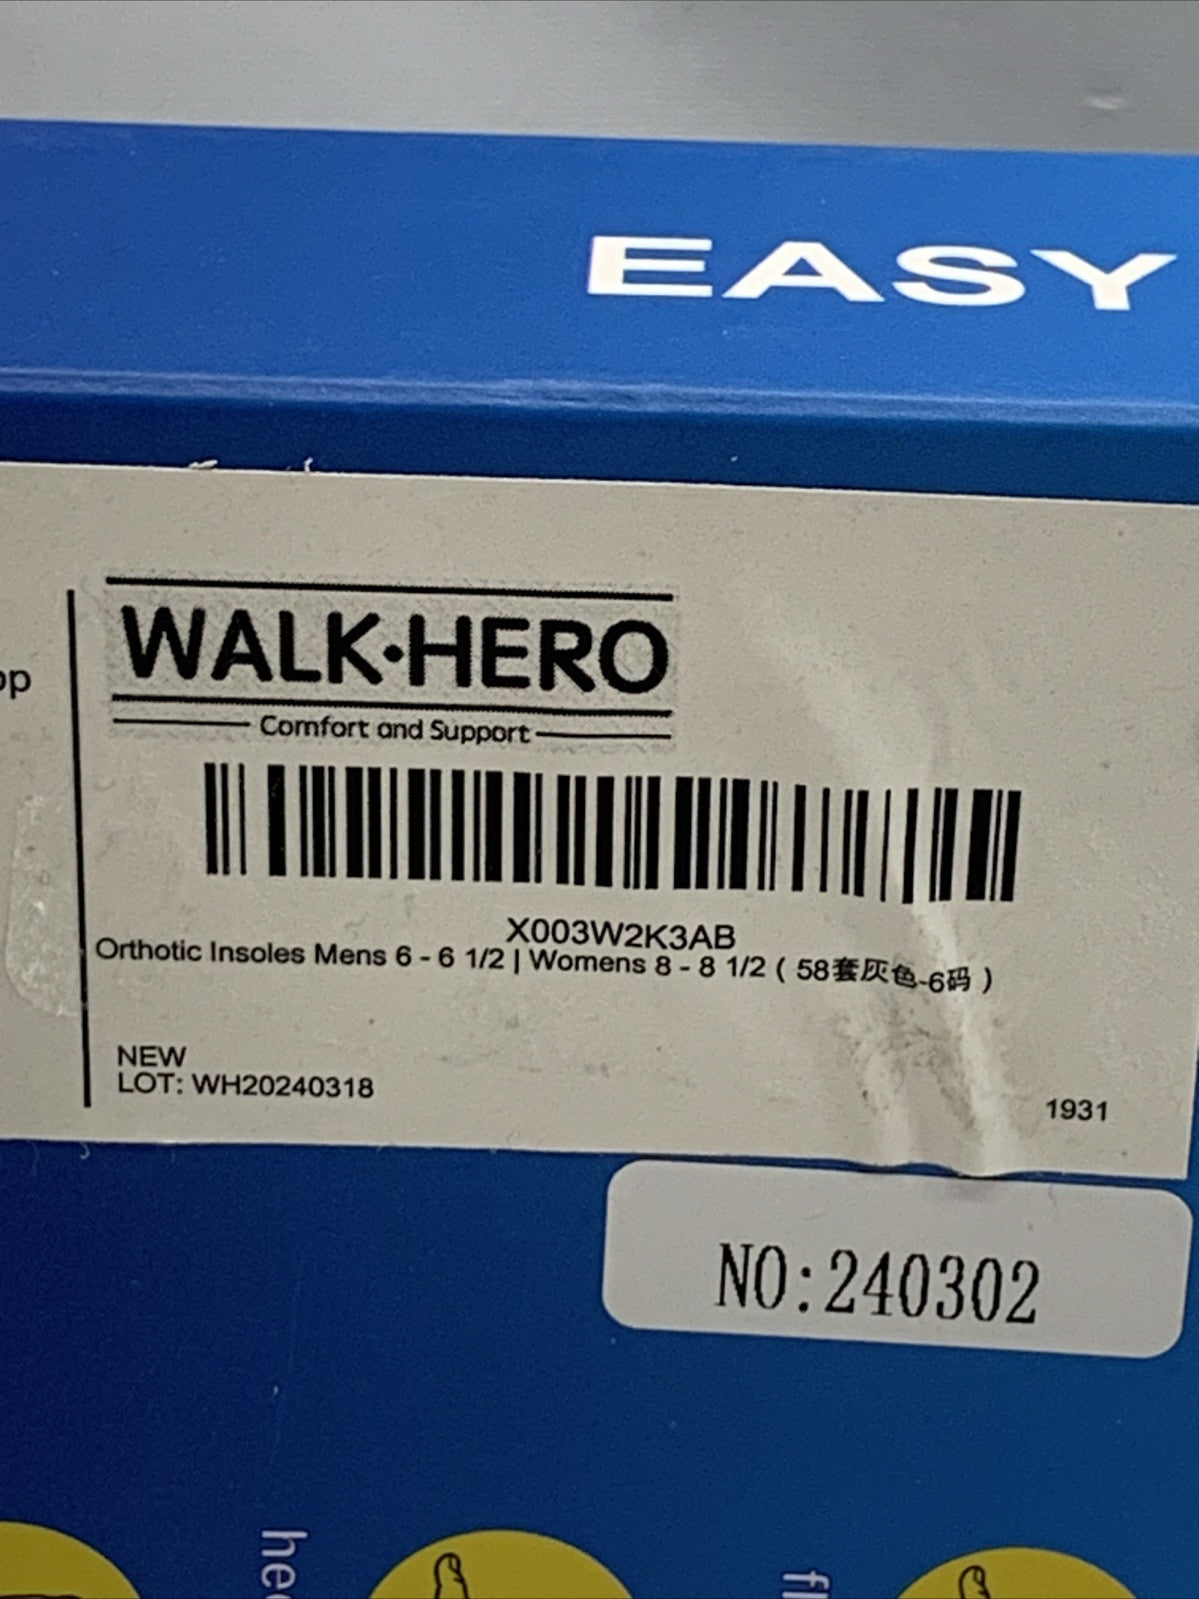 EASY
WALK·HERO
Comfort and Support
X003W2K3AB
Orthotic Insoles Mens 6 - 6 1/2 | Womens 8 - 8 1/2 ( 58套灰色-6码 )
NEW
LOT: WH20240318
1931
NO:240302